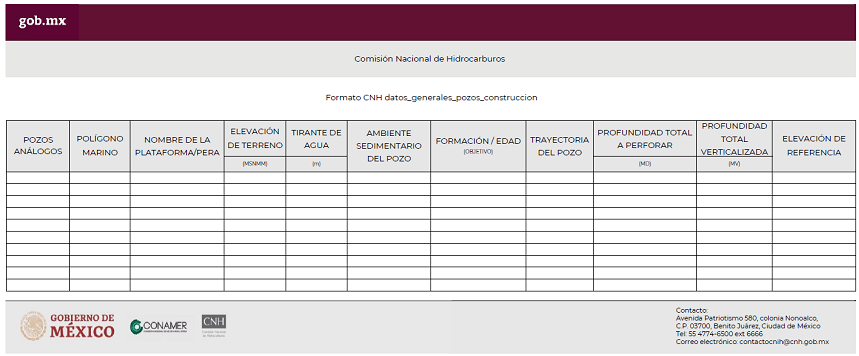 gob.mx
Comisión Nacional de Hidrocarburos
Formato CNH datos_generales_pozos_construccion
POZOS
ANÁLOGOS
POLÍGONO
MARINO
NOMBRE DE LA
PLATAFORMA/PERA
ELEVACIÓN
DE TERRENO
(MSNMM)
TIRANTE DE
AGUA
(m)
AMBIENTE
SEDIMENTARIO
DEL POZO
FORMACIÓN / EDAD
(OBJETIVO)
TRAYECTORIA
DEL POZO
PROFUNDIDAD TOTAL
A PERFORAR
(MD)
PROFUNDIDAD
TOTAL
VERTICALIZADA
(MV)
ELEVACIÓN DE
REFERENCIA
GOBIERNO DE
MÉXICO
CONAMER
CNH
Contacto:
Avenida Patriotismo 580, colonia Nonoalco,
C.P. 03700, Benito Juárez, Ciudad de México
Tel: 55 4774-6500 ext 6666
Correo electrónico: contactocnih@cnh.gob.mx